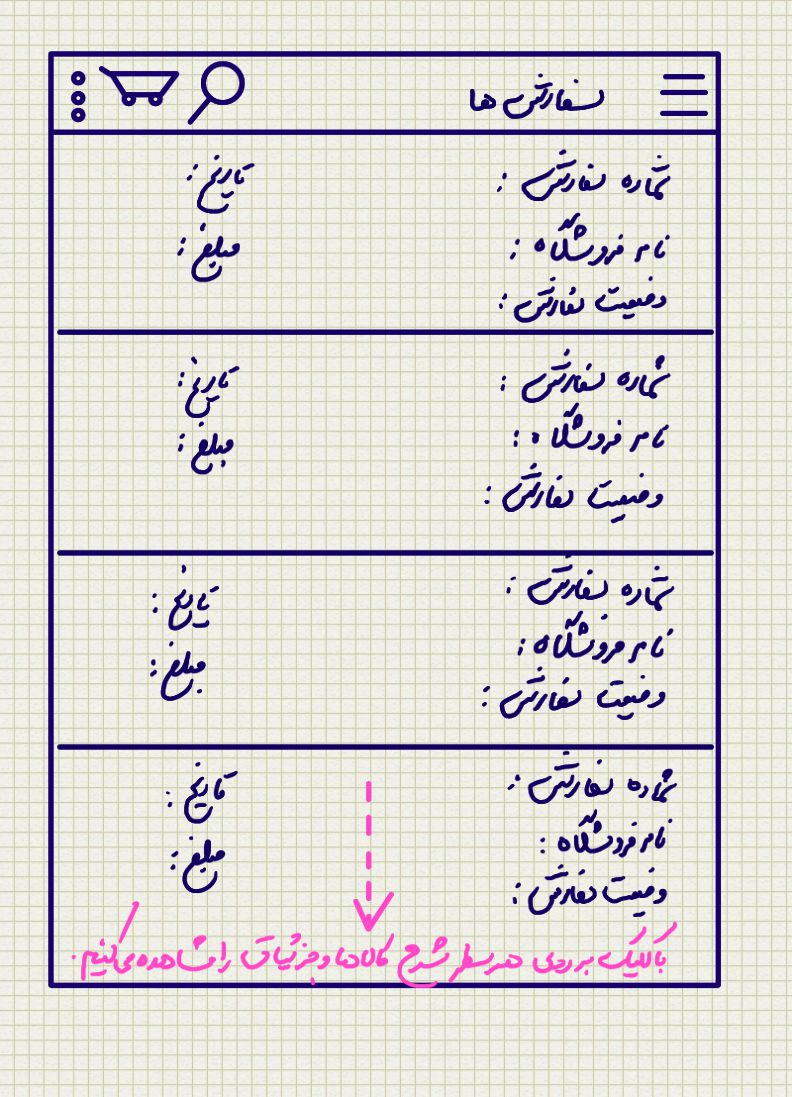 سفارش ها
شماره سفارش :
تاریخ :
نام فروشگاه :
مبلغ :
وضعیت سفارش :
شماره سفارش :
تاریخ :
نام فروشگاه :
مبلغ :
وضعیت سفارش :
شماره سفارش :
تاریخ :
نام فروشگاه :
مبلغ :
وضعیت سفارش :
شماره سفارش :
تاریخ :
نام فروشگاه :
مبلغ :
وضعیت سفارش :
با کلیک بر روی هر سطر شرح کالاها و جزئیات را مشاهده می کنیم.